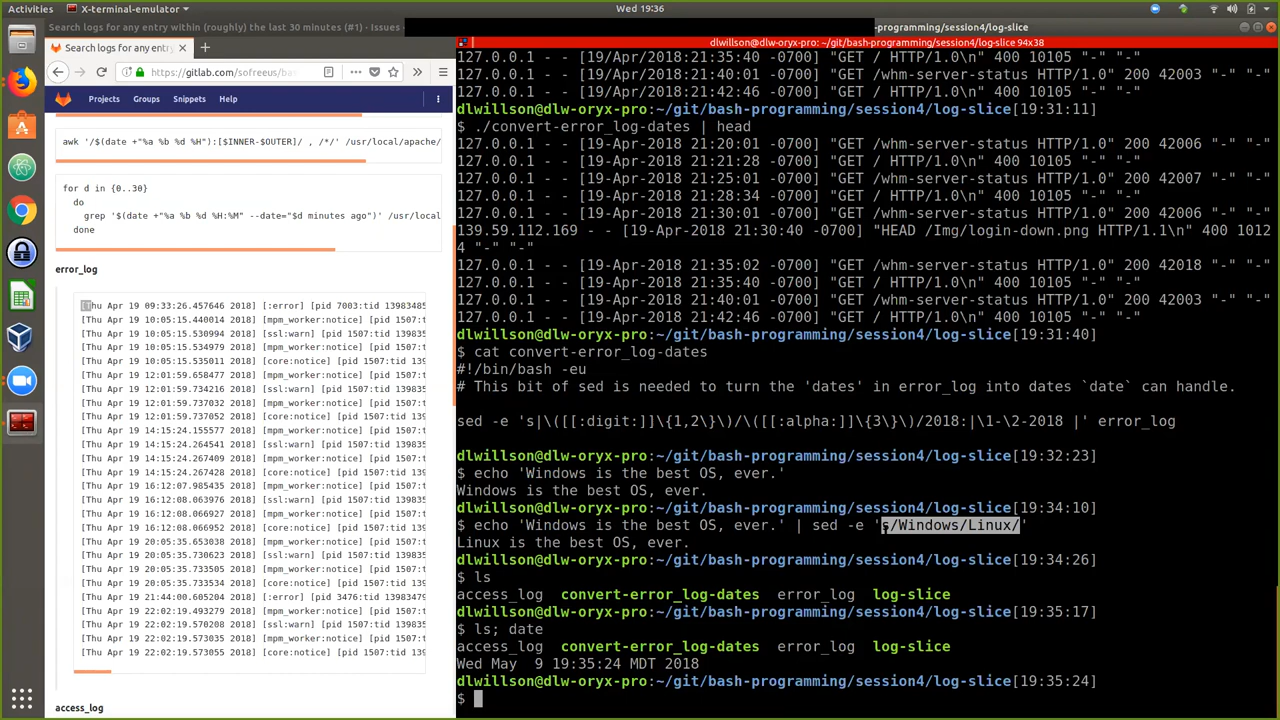 Activities
X-terminal-emulator
Wed 19:36
Search logs for any entry within (roughly) the last 30 minutes (#1) · Issues ·
-programming/session4/log-slice
Search logs for any entry
https://gitlab.com/sofreeus/bas
Projects
Groups
Snippets
Help
awk '/$(date +"%a %b %d %H"):[$INNER-$OUTER]/ , /*/' /usr/local/apache/
for d in {0..30}
do
grep '$(date +"%a %b %d %H:%M" --date="$d minutes ago")' /usr/local
done
error_log
[Thu Apr 19 09:33:26.457646 2018] [:error] [pid 7003:tid 13983485
[Thu Apr 19 10:05:15.440014 2018] [mpm_worker:notice] [pid 1507:t
[Thu Apr 19 10:05:15.530994 2018] [ssl:warn] [pid 1507:tid 139835
[Thu Apr 19 10:05:15.534979 2018] [mpm_worker:notice] [pid 1507:t
[Thu Apr 19 10:05:15.535011 2018] [core:notice] [pid 1507:tid 139
[Thu Apr 19 12:01:59.658477 2018] [mpm_worker:notice] [pid 1507:t
[Thu Apr 19 12:01:59.734216 2018] [ssl:warn] [pid 1507:tid 139835
[Thu Apr 19 12:01:59.737032 2018] [mpm_worker:notice] [pid 1507:t
[Thu Apr 19 12:01:59.737052 2018] [core:notice] [pid 1507:tid 139
[Thu Apr 19 14:15:24.155577 2018] [mpm_worker:notice] [pid 1507:t
[Thu Apr 19 14:15:24.264541 2018] [ssl:warn] [pid 1507:tid 139835
[Thu Apr 19 14:15:24.267409 2018] [mpm_worker:notice] [pid 1507:t
[Thu Apr 19 14:15:24.267428 2018] [core:notice] [pid 1507:tid 139
[Thu Apr 19 16:12:07.985438 2018] [mpm_worker:notice] [pid 1507:t
[Thu Apr 19 16:12:08.063976 2018] [ssl:warn] [pid 1507:tid 139835
[Thu Apr 19 16:12:08.066927 2018] [mpm_worker:notice] [pid 1507:t
[Thu Apr 19 16:12:08.066952 2018] [core:notice] [pid 1507:tid 139
[Thu Apr 19 20:05:35.663535 2018] [mpm_worker:notice] [pid 1507:t
[Thu Apr 19 20:05:35.730623 2018] [ssl:warn] [pid 1507:tid 139835
[Thu Apr 19 20:05:35.733505 2018] [mpm_worker:notice] [pid 1507:t
[Thu Apr 19 20:05:35.733534 2018] [core:notice] [pid 1507:tid 139
[Thu Apr 19 21:44:00.605204 2018] [:error] [pid 3476:tid 13983479
[Thu Apr 19 22:02:19.493279 2018] [mpm_worker:notice] [pid 1507:t
[Thu Apr 19 22:02:19.570208 2018] [ssl:warn] [pid 1507:tid 139835
[Thu Apr 19 22:02:19.573035 2018] [mpm_worker:notice] [pid 1507:t
[Thu Apr 19 22:02:19.573055 2018] [core:notice] [pid 1507:tid 139
access_log
dlwillson@dlw-oryx-pro: ~/git/bash-programming/session4/log-slice 94x38
127.0.0.1 - - [19/Apr/2018:21:35:40 -0700] "GET / HTTP/1.0\n" 400 10105 "-" "-"
127.0.0.1 - - [19/Apr/2018:21:40:01 -0700] "GET /whm-server-status HTTP/1.0" 200 42003 "-" "-"
127.0.0.1 - - [19/Apr/2018:21:42:46 -0700] "GET / HTTP/1.0\n" 400 10105 "-" "-"
dlwillson@dlw-oryx-pro:~/git/bash-programming/session4/log-slice[19:31:11]
$ ./convert-error_log-dates | head
127.0.0.1 - - [19-Apr-2018 21:20:01 -0700] "GET /whm-server-status HTTP/1.0" 200 42006 "-" "-"
127.0.0.1 - - [19-Apr-2018 21:21:28 -0700] "GET / HTTP/1.0\n" 400 10105 "-" "-"
127.0.0.1 - - [19-Apr-2018 21:25:01 -0700] "GET /whm-server-status HTTP/1.0" 200 42007 "-" "-"
127.0.0.1 - - [19-Apr-2018 21:28:34 -0700] "GET / HTTP/1.0\n" 400 10105 "-" "-"
127.0.0.1 - - [19-Apr-2018 21:30:01 -0700] "GET /whm-server-status HTTP/1.0" 200 42006 "-" "-"
139.59.112.169 - - [19-Apr-2018 21:30:40 -0700] "HEAD /Img/login-down.png HTTP/1.1\n" 400 1012
4 "-" "-"
127.0.0.1 - - [19-Apr-2018 21:35:02 -0700] "GET /whm-server-status HTTP/1.0" 200 42018 "-" "-"
127.0.0.1 - - [19-Apr-2018 21:35:40 -0700] "GET / HTTP/1.0\n" 400 10105 "-" "-"
127.0.0.1 - - [19-Apr-2018 21:40:01 -0700] "GET /whm-server-status HTTP/1.0" 200 42003 "-" "-"
127.0.0.1 - - [19-Apr-2018 21:42:46 -0700] "GET / HTTP/1.0\n" 400 10105 "-" "-"
dlwillson@dlw-oryx-pro:~/git/bash-programming/session4/log-slice[19:31:40]
$ cat convert-error_log-dates
#!/bin/bash -eu
# This bit of sed is needed to turn the 'dates' in error_log into dates `date` can handle.
sed -e 's|\([[:digit:]]\{1,2\}\)/\([[:alpha:]]\{3\}\)/2018:|\1-\2-2018 |' error_log
dlwillson@dlw-oryx-pro:~/git/bash-programming/session4/log-slice[19:32:23]
$ echo 'Windows is the best OS, ever.'
Windows is the best OS, ever.
dlwillson@dlw-oryx-pro:~/git/bash-programming/session4/log-slice[19:34:10]
$ echo 'Windows is the best OS, ever.' | sed -e 's/Windows/Linux/'
Linux is the best OS, ever.
dlwillson@dlw-oryx-pro:~/git/bash-programming/session4/log-slice[19:34:26]
$ ls
access_log convert-error_log-dates error_log log-slice
dlwillson@dlw-oryx-pro:~/git/bash-programming/session4/log-slice[19:35:17]
$ ls; date
access_log convert-error_log-dates error_log log-slice
Wed May  9 19:35:24 MDT 2018
dlwillson@dlw-oryx-pro:~/git/bash-programming/session4/log-slice[19:35:24]
$